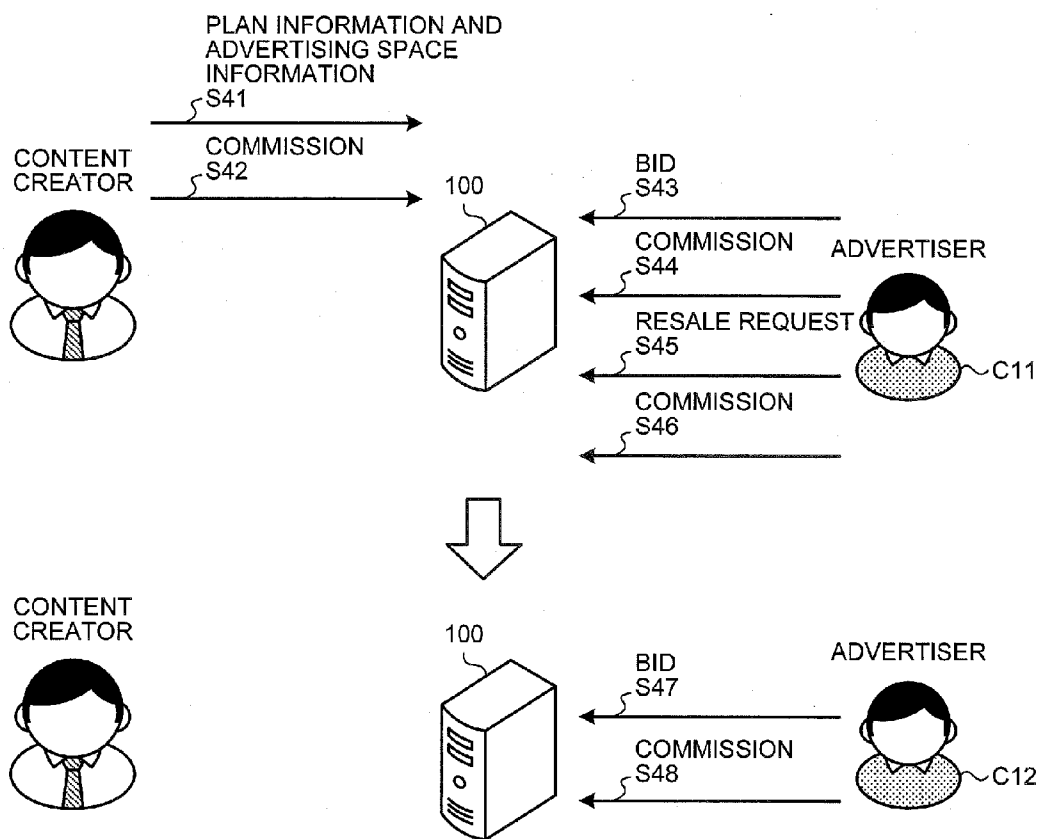 PLAN INFORMATION AND
ADVERTISING SPACE
INFORMATION
S41
COMMISSION
S42
CONTENT
CREATOR
100
BID
S43
COMMISSION
S44
RESALE REQUEST
S45
COMMISSION
S46
ADVERTISER
C11
CONTENT
CREATOR
100
BID
S47
COMMISSION
S48
ADVERTISER
C12